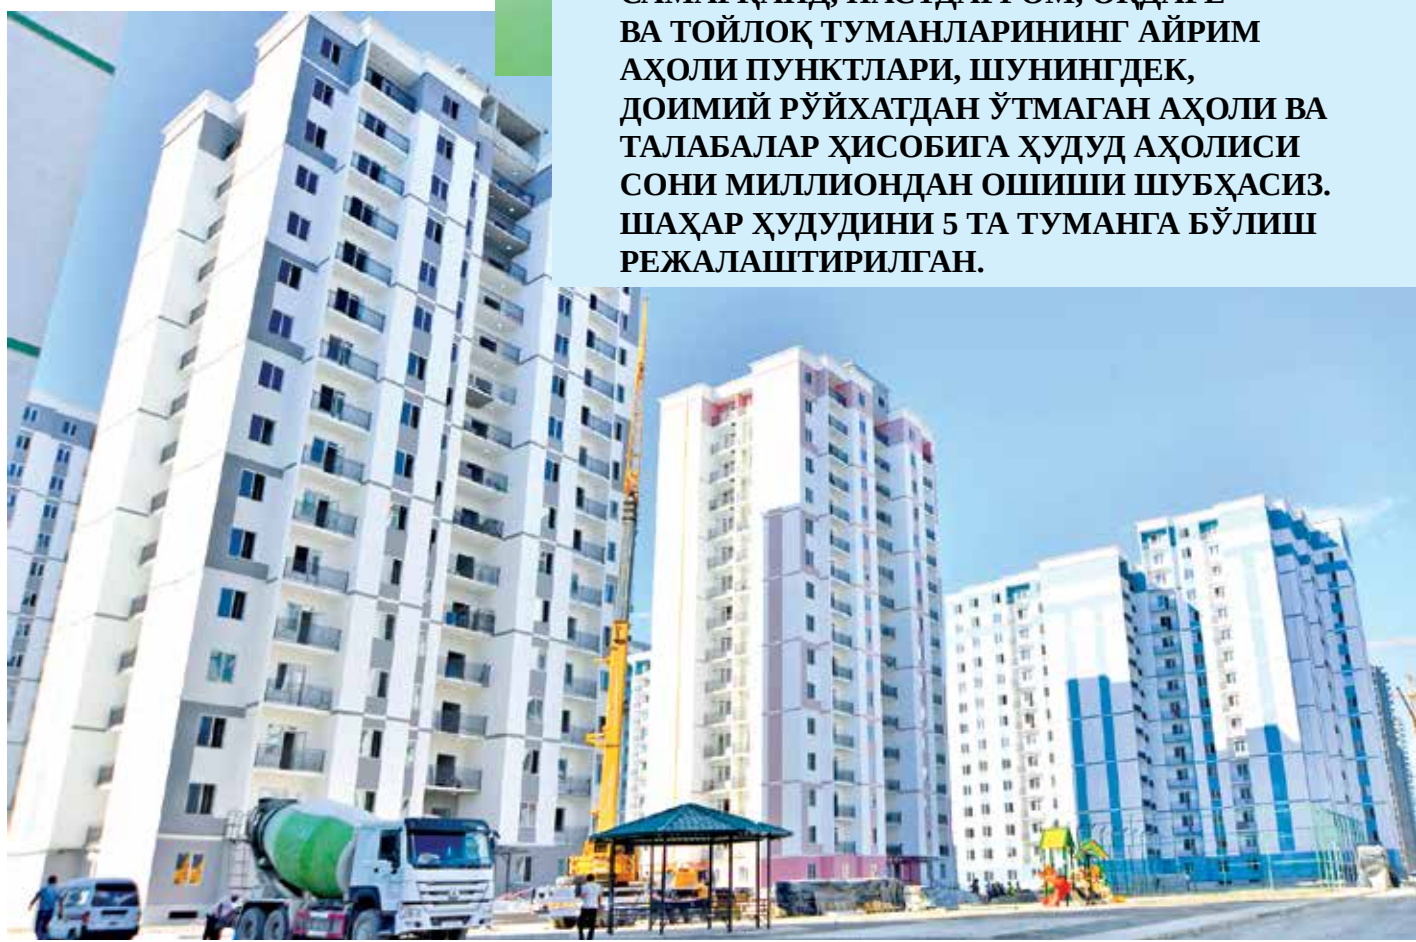 ВА ТОЙЛОҚ ТУМАНЛАРИНИНГ АЙРИМ
АҲОЛИ ПУНКТЛАРИ, ШУНИНГДЕК,
ДОИМИЙ РЎЙХАТДАН ЎТМАГАН АҲОЛИ ВА
ТАЛАБАЛАР ҲИСОБИГА ҲУДУД АҲОЛИСИ
СОНИ МИЛЛИОНДАН ОШИШИ ШУБҲАСИЗ.
ШАҲАР ҲУДУДИНИ 5 ТА ТУМАНГА БЎЛИШ
РЕЖАЛАШТИРИЛГАН.